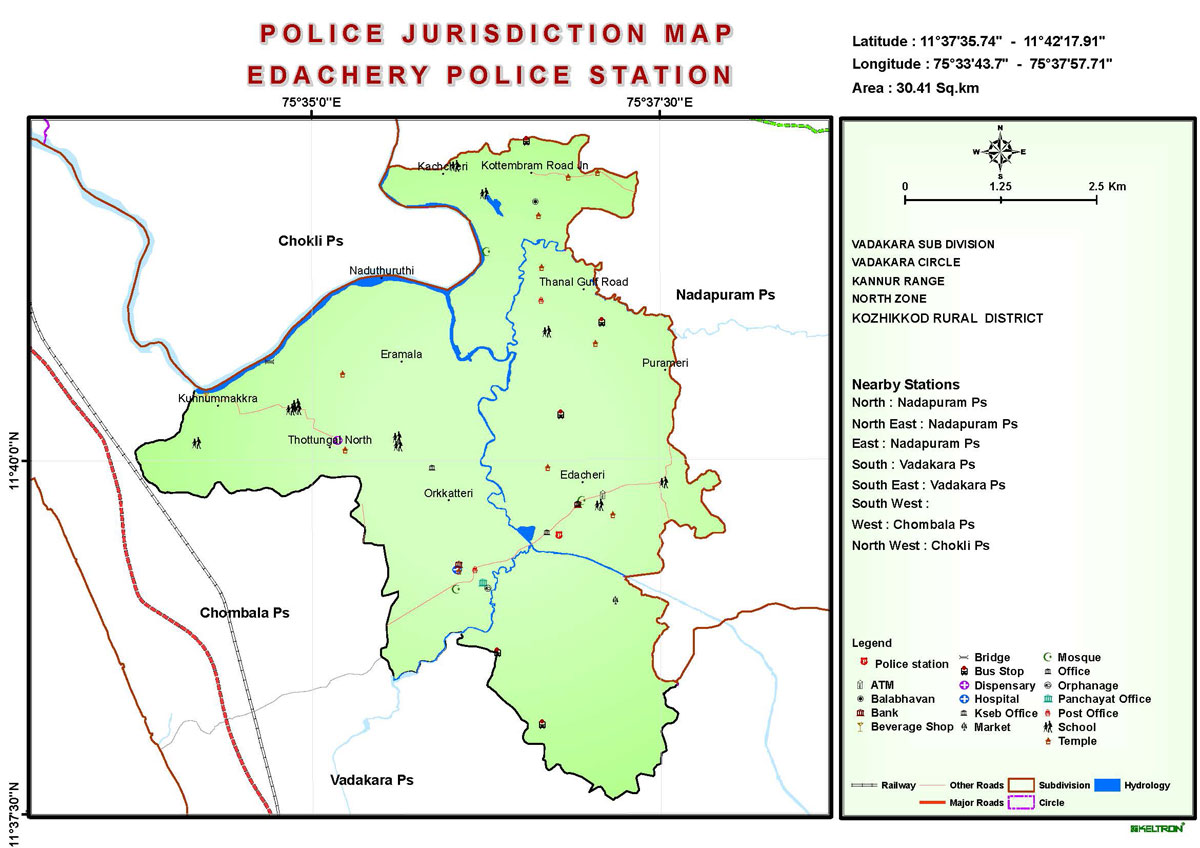 POLICE JURISDICTION MAP
EDACHERY POLICE STATION
Latitude : 11°37'35.74" - 11°42'17.91"
Longitude : 75°33'43.7" - 75°37'57.71"
Area : 30.41 Sq.km
75°35'0"E
75°37'30"E
11°40'0"N
11°37'30"N
Kachcheri
Kottembram Road Jn
Chokli Ps
Naduthuruthi
Thanal Gulf Road
Nadapuram Ps
Eramala
Purameri
Kunnummakkra
Thottungal North
Edacheri
Orkkatteri
Chombala Ps
Vadakara Ps
N
W
E
S
0
1.25
2.5 Km
VADAKARA SUB DIVISION
VADAKARA CIRCLE
KANNUR RANGE
NORTH ZONE
KOZHIKKOD RURAL DISTRICT
Nearby Stations
North : Nadapuram Ps
North East : Nadapuram Ps
East : Nadapuram Ps
South : Vadakara Ps
South East : Vadakara Ps
South West :
West : Chombala Ps
North West : Chokli Ps
Legend
Police station
ATM
Balabhavan
Bank
Beverage Shop
Bridge
Bus Stop
Dispensary
Hospital
Kseb Office
Market
Mosque
Office
Orphanage
Panchayat Office
Post Office
School
Temple
Railway
Other Roads
Subdivision
Hydrology
Major Roads
Circle
KELTRON